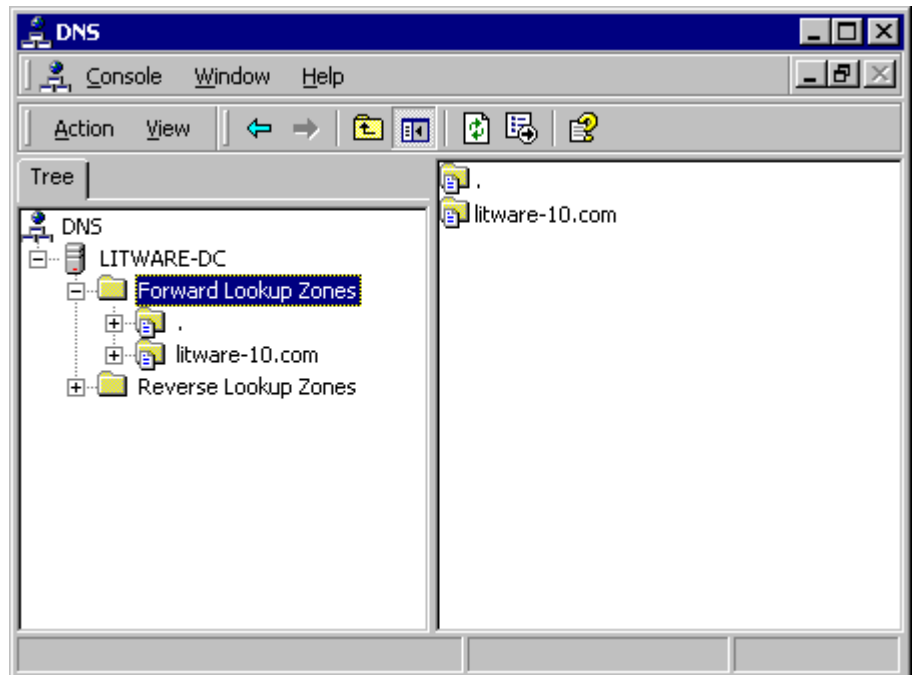 DNS
Console Window Help
Action View
Tree
DNS
LITWARE-DC
Forward Lookup Zones
.
litware-10.com
Reverse Lookup Zones
.
litware-10.com